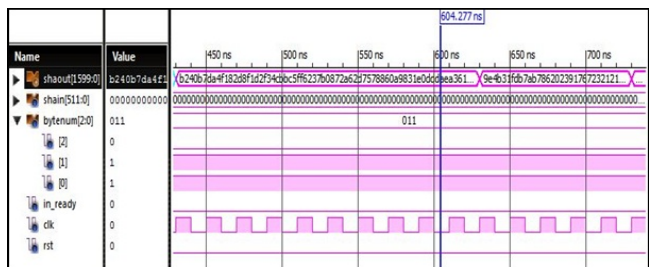 604.277 ns
Name Value 450 ns 500 ns 550 ns 600 ns 650 ns 700 ns
shaout[1599:0] b240b7da4f1 b240b7da4f182d8f1d2f34cbbc5ff6237b0872a62d7578860a9831e0dddaea361... 9e4b31fdb7ab786202391767232121...
shain[511:0] 00000000000
bytenum[2:0] 011 011
[2] 0
[1] 1
[0] 1
in_ready 0
clk 0
rst 0